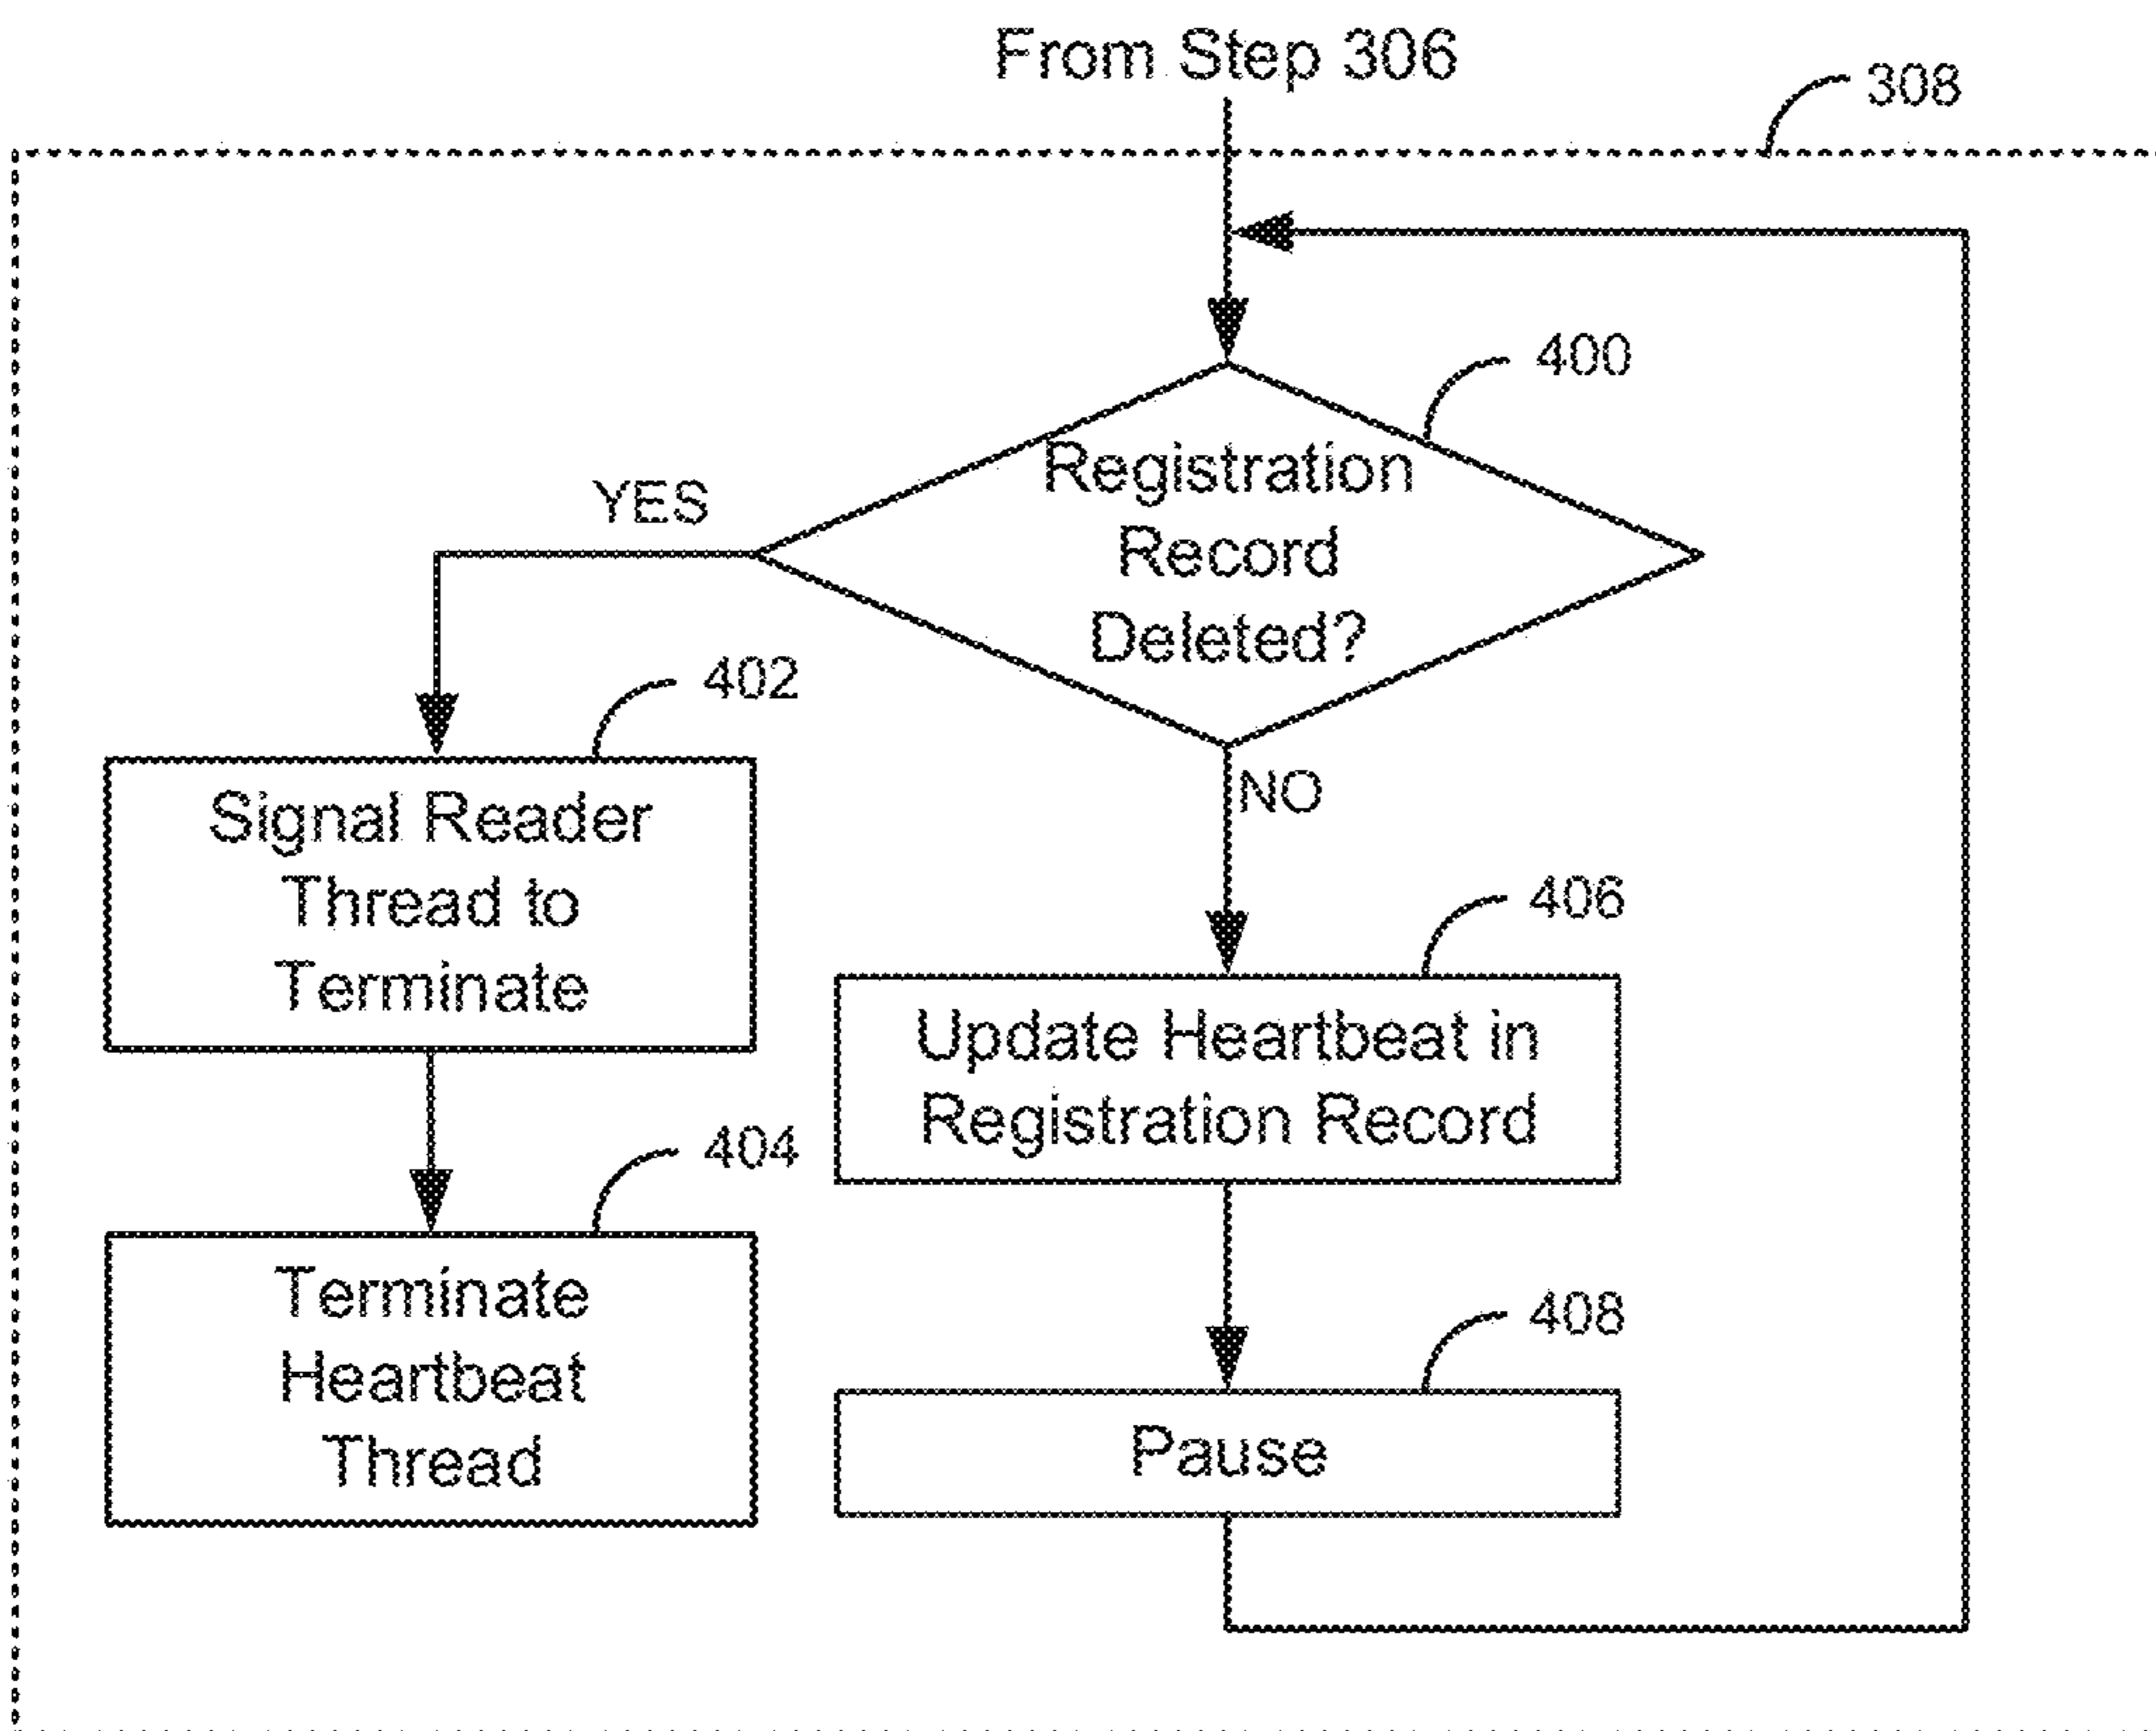 From Step 306
308
400
Registration
Record
Deleted?
YES
NO
402
Signal Reader
Thread to
Terminate
406
Update Heartbeat in
Registration Record
404
Terminate
Heartbeat
Thread
408
Pause